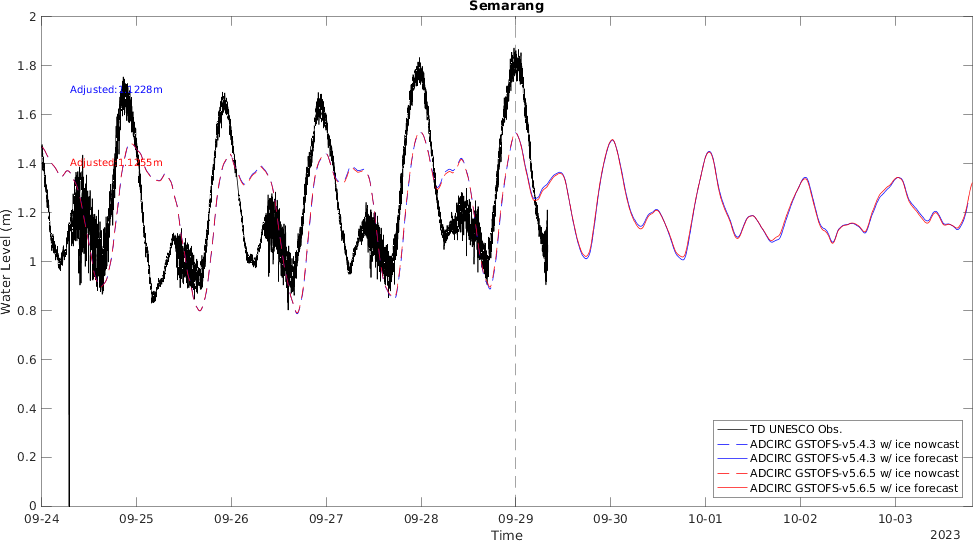 Semarang
2
1.8
1.6
1.4
1.2
1
0.8
0.6
0.4
0.2
0
Water Level (m)
Adjusted: 1.1228m
Adjusted: 1.1255m
TD UNESCO Obs.
ADCIRC GSTOFS-v5.4.3 w/ ice nowcast
ADCIRC GSTOFS-v5.4.3 w/ ice forecast
ADCIRC GSTOFS-v5.6.5 w/ ice nowcast
ADCIRC GSTOFS-v5.6.5 w/ ice forecast
09-24 09-25 09-26 09-27 09-28 09-29 09-30 10-01 10-02 10-03
Time
2023